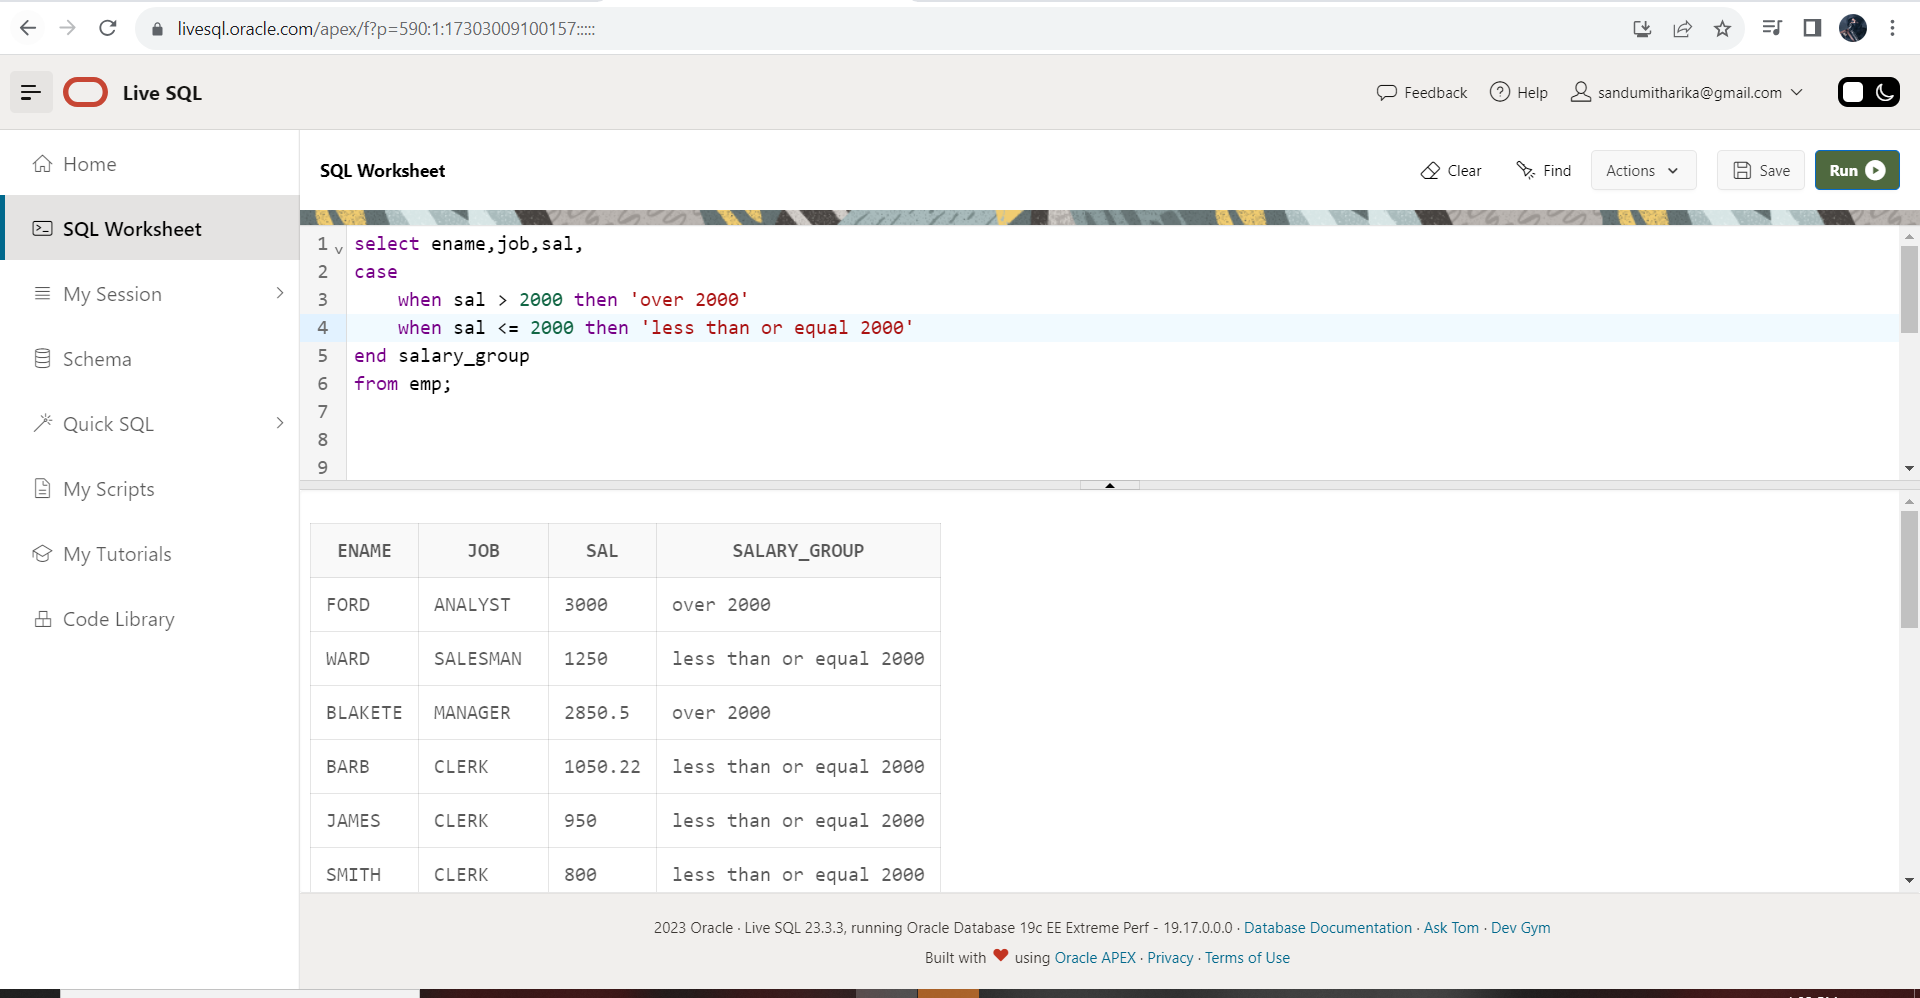 livesql.oracle.com/apex/f?p=590:1:17303009100157:::::
Live SQL
Feedback
Help
sandumitharika@gmail.com
Home
SQL Worksheet
My Session
Schema
Quick SQL
My Scripts
My Tutorials
Code Library
SQL Worksheet
Clear
Find
Actions
Save
Run
1 select ename,job,sal,
2 case
3 when sal > 2000 then 'over 2000'
4 when sal <= 2000 then 'less than or equal 2000'
5 end salary_group
6 from emp;
7
8
9
ENAME JOB SAL SALARY_GROUP
FORD ANALYST 3000 over 2000
WARD SALESMAN 1250 less than or equal 2000
BLAKETE MANAGER 2850.5 over 2000
BARB CLERK 1050.22 less than or equal 2000
JAMES CLERK 950 less than or equal 2000
SMITH CLERK 800 less than or equal 2000
2023 Oracle · Live SQL 23.3.3, running Oracle Database 19c EE Extreme Perf - 19.17.0.0.0 · Database Documentation · Ask Tom · Dev Gym
Built with ❤ using Oracle APEX · Privacy · Terms of Use